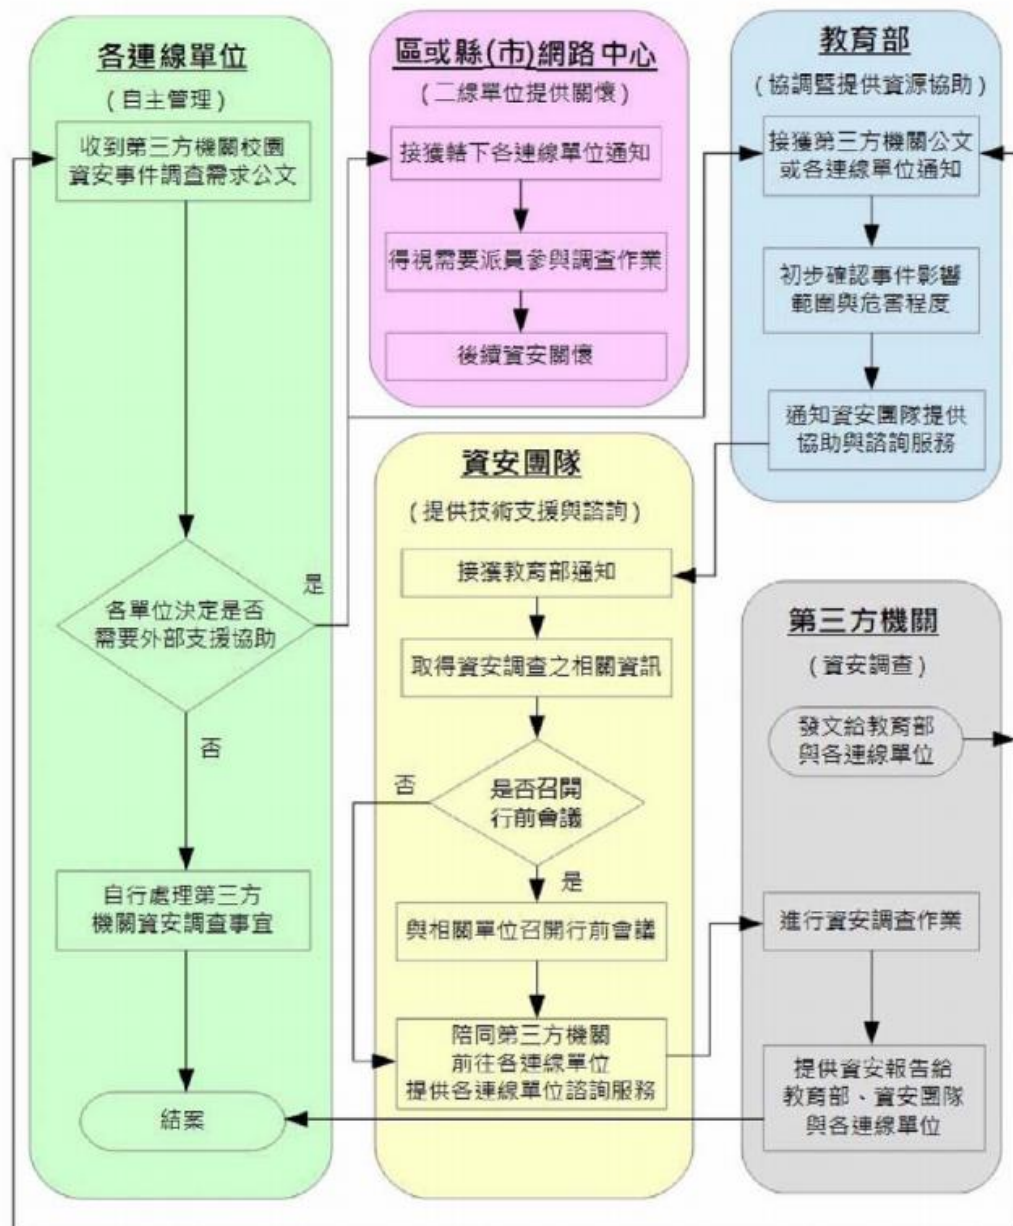 各連線單位
(自主管理)
收到第三方機關校園
資安事件調查需求公文
各單位決定是否
需要外部支援協助
是
否
自行處理第三方
機關資安調查事宜
結案
區或縣(市)網路中心
(二線單位提供關懷)
接獲轄下各連線單位通知
得視需要派員參與調查作業
後續資安關懷
教育部
(協調暨提供資源協助)
接獲第三方機關公文
或各連線單位通知
初步確認事件影響
範圍與危害程度
通知資安團隊提供
協助與諮詢服務
資安團隊
(提供技術支援與諮詢)
接獲教育部通知
取得資安調查之相關資訊
是否召開
行前會議
否
是
與相關單位召開行前會議
陪同第三方機關
前往各連線單位
提供各連線單位諮詢服務
第三方機關
(資安調查)
發文給教育部
與各連線單位
進行資安調查作業
提供資安報告給
教育部、資安團隊
與各連線單位